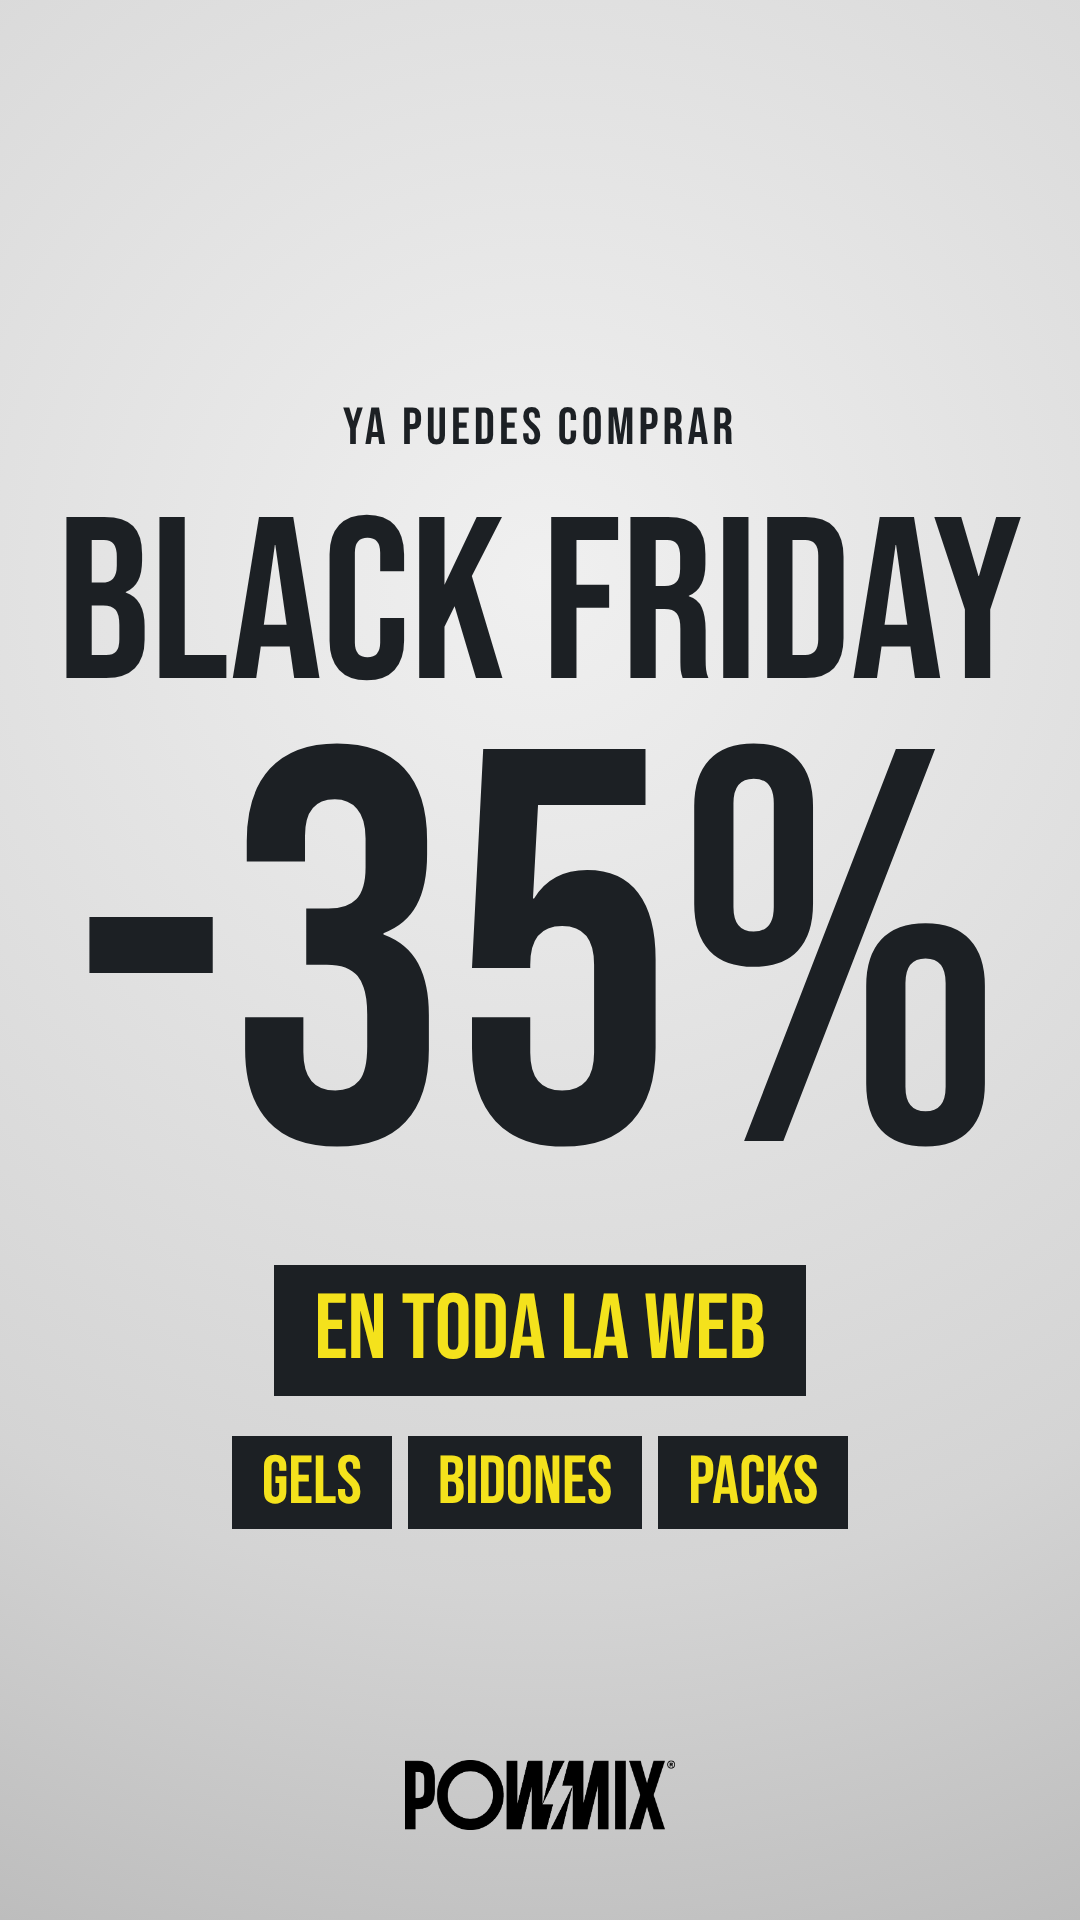 YA PUEDES COMPRAR
BLACK FRIDAY
-35%
EN TODA LA WEB
GELS BIDONES PACKS
POWMIX®